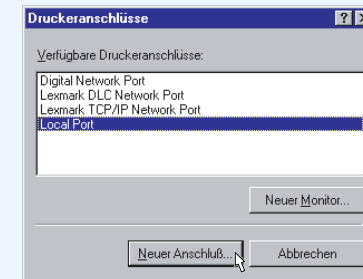 Druckeranschlüsse
Verfügbare Druckeranschlüsse:
Digital Network Port
Lexmark DLC Network Port
Lexmark TCP/IP Network Port
Local Port
Neuer Monitor...
Neuer Anschluß...
Abbrechen